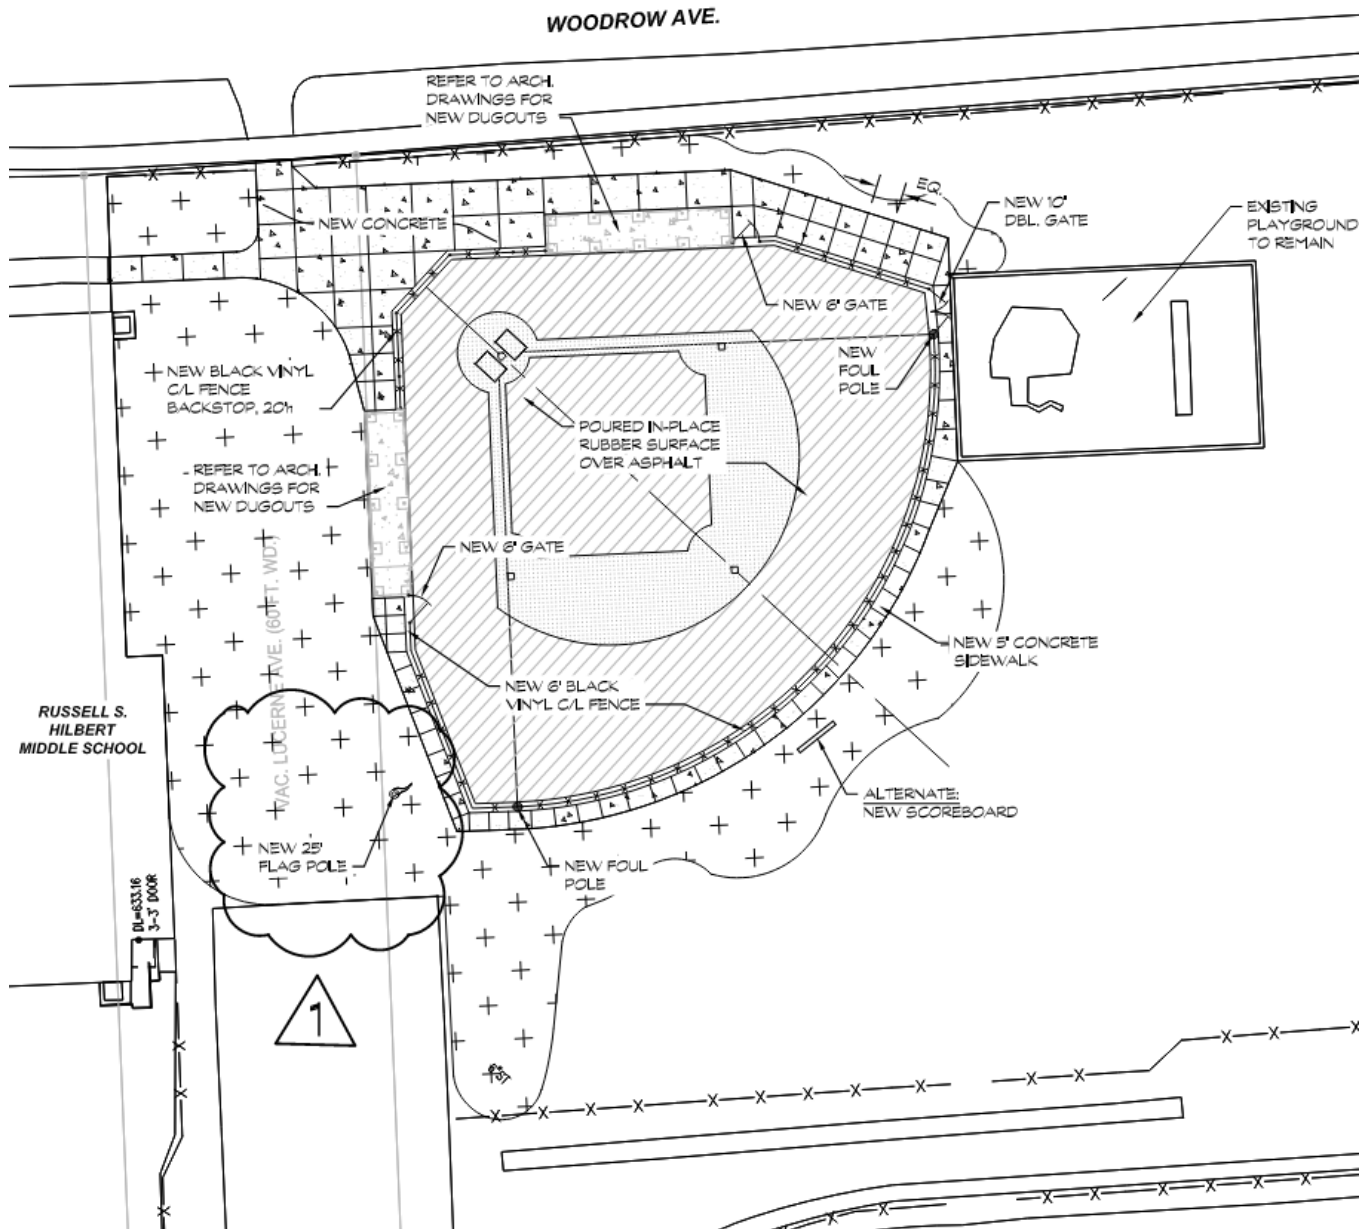 WOODROW AVE.
REFER TO ARCH.
DRAWINGS FOR
NEW DUGOUTS
EQ.
NEW 10'
DBL. GATE
EXISTING
PLAYGROUND
TO REMAIN
NEW CONCRETE
NEW 6' GATE
NEW
FOUL
POLE
NEW BLACK VINYL
C/L FENCE
BACKSTOP, 20'h
POURED IN-PLACE
RUBBER SURFACE
OVER ASPHALT
REFER TO ARCH.
DRAWINGS FOR
NEW DUGOUTS
NEW 6' GATE
VAC. LUCERNE AVE. (60 FT. WD.)
NEW 5' CONCRETE
SIDEWALK
NEW 6' BLACK
VINYL C/L FENCE
RUSSELL S.
HILBERT
MIDDLE SCHOOL
ALTERNATE:
NEW SCOREBOARD
NEW 25'
FLAG POLE
NEW FOUL
POLE
DL=633.16
3-3' DOOR
1